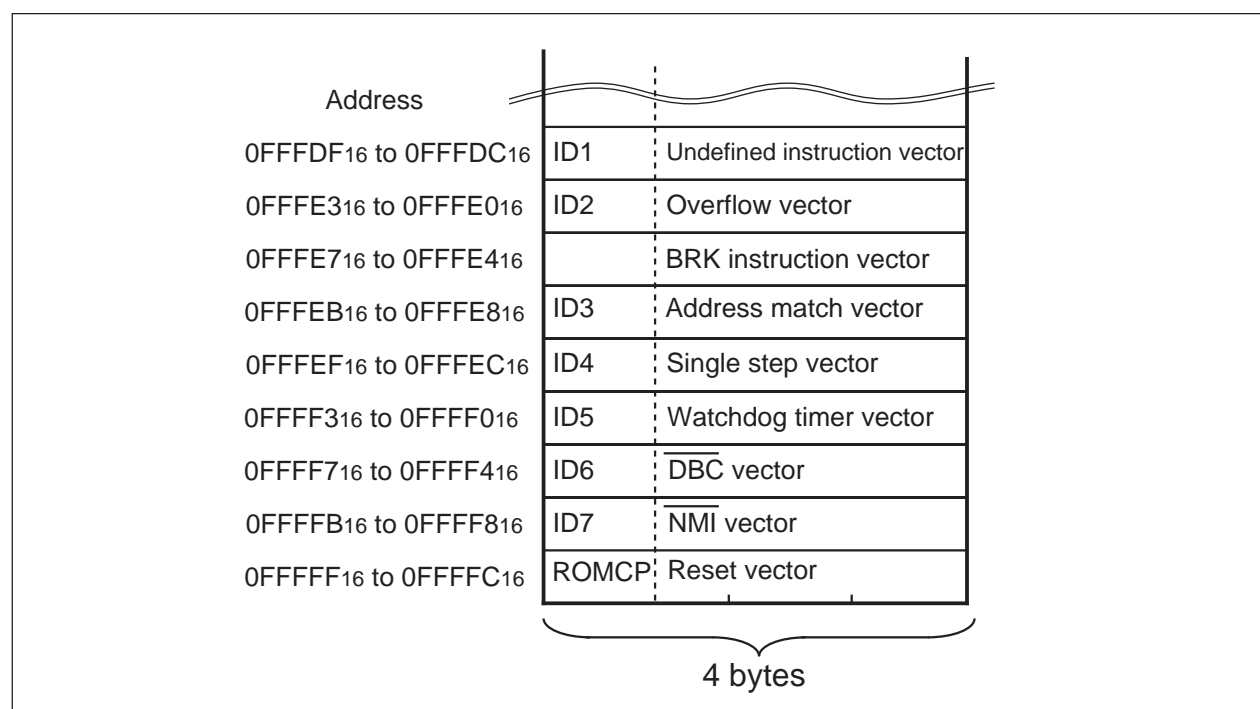 Address
0FFFDF16 to 0FFFDC16 ID1 Undefined instruction vector
0FFFE316 to 0FFFE016 ID2 Overflow vector
0FFFE716 to 0FFFE416 BRK instruction vector
0FFFEB16 to 0FFFE816 ID3 Address match vector
0FFFEF16 to 0FFFEC16 ID4 Single step vector
0FFFF316 to 0FFFF016 ID5 Watchdog timer vector
0FFFF716 to 0FFFF416 ID6 DBC vector
0FFFFB16 to 0FFFF816 ID7 NMI vector
0FFFFF16 to 0FFFFC16 ROMCP Reset vector
4 bytes